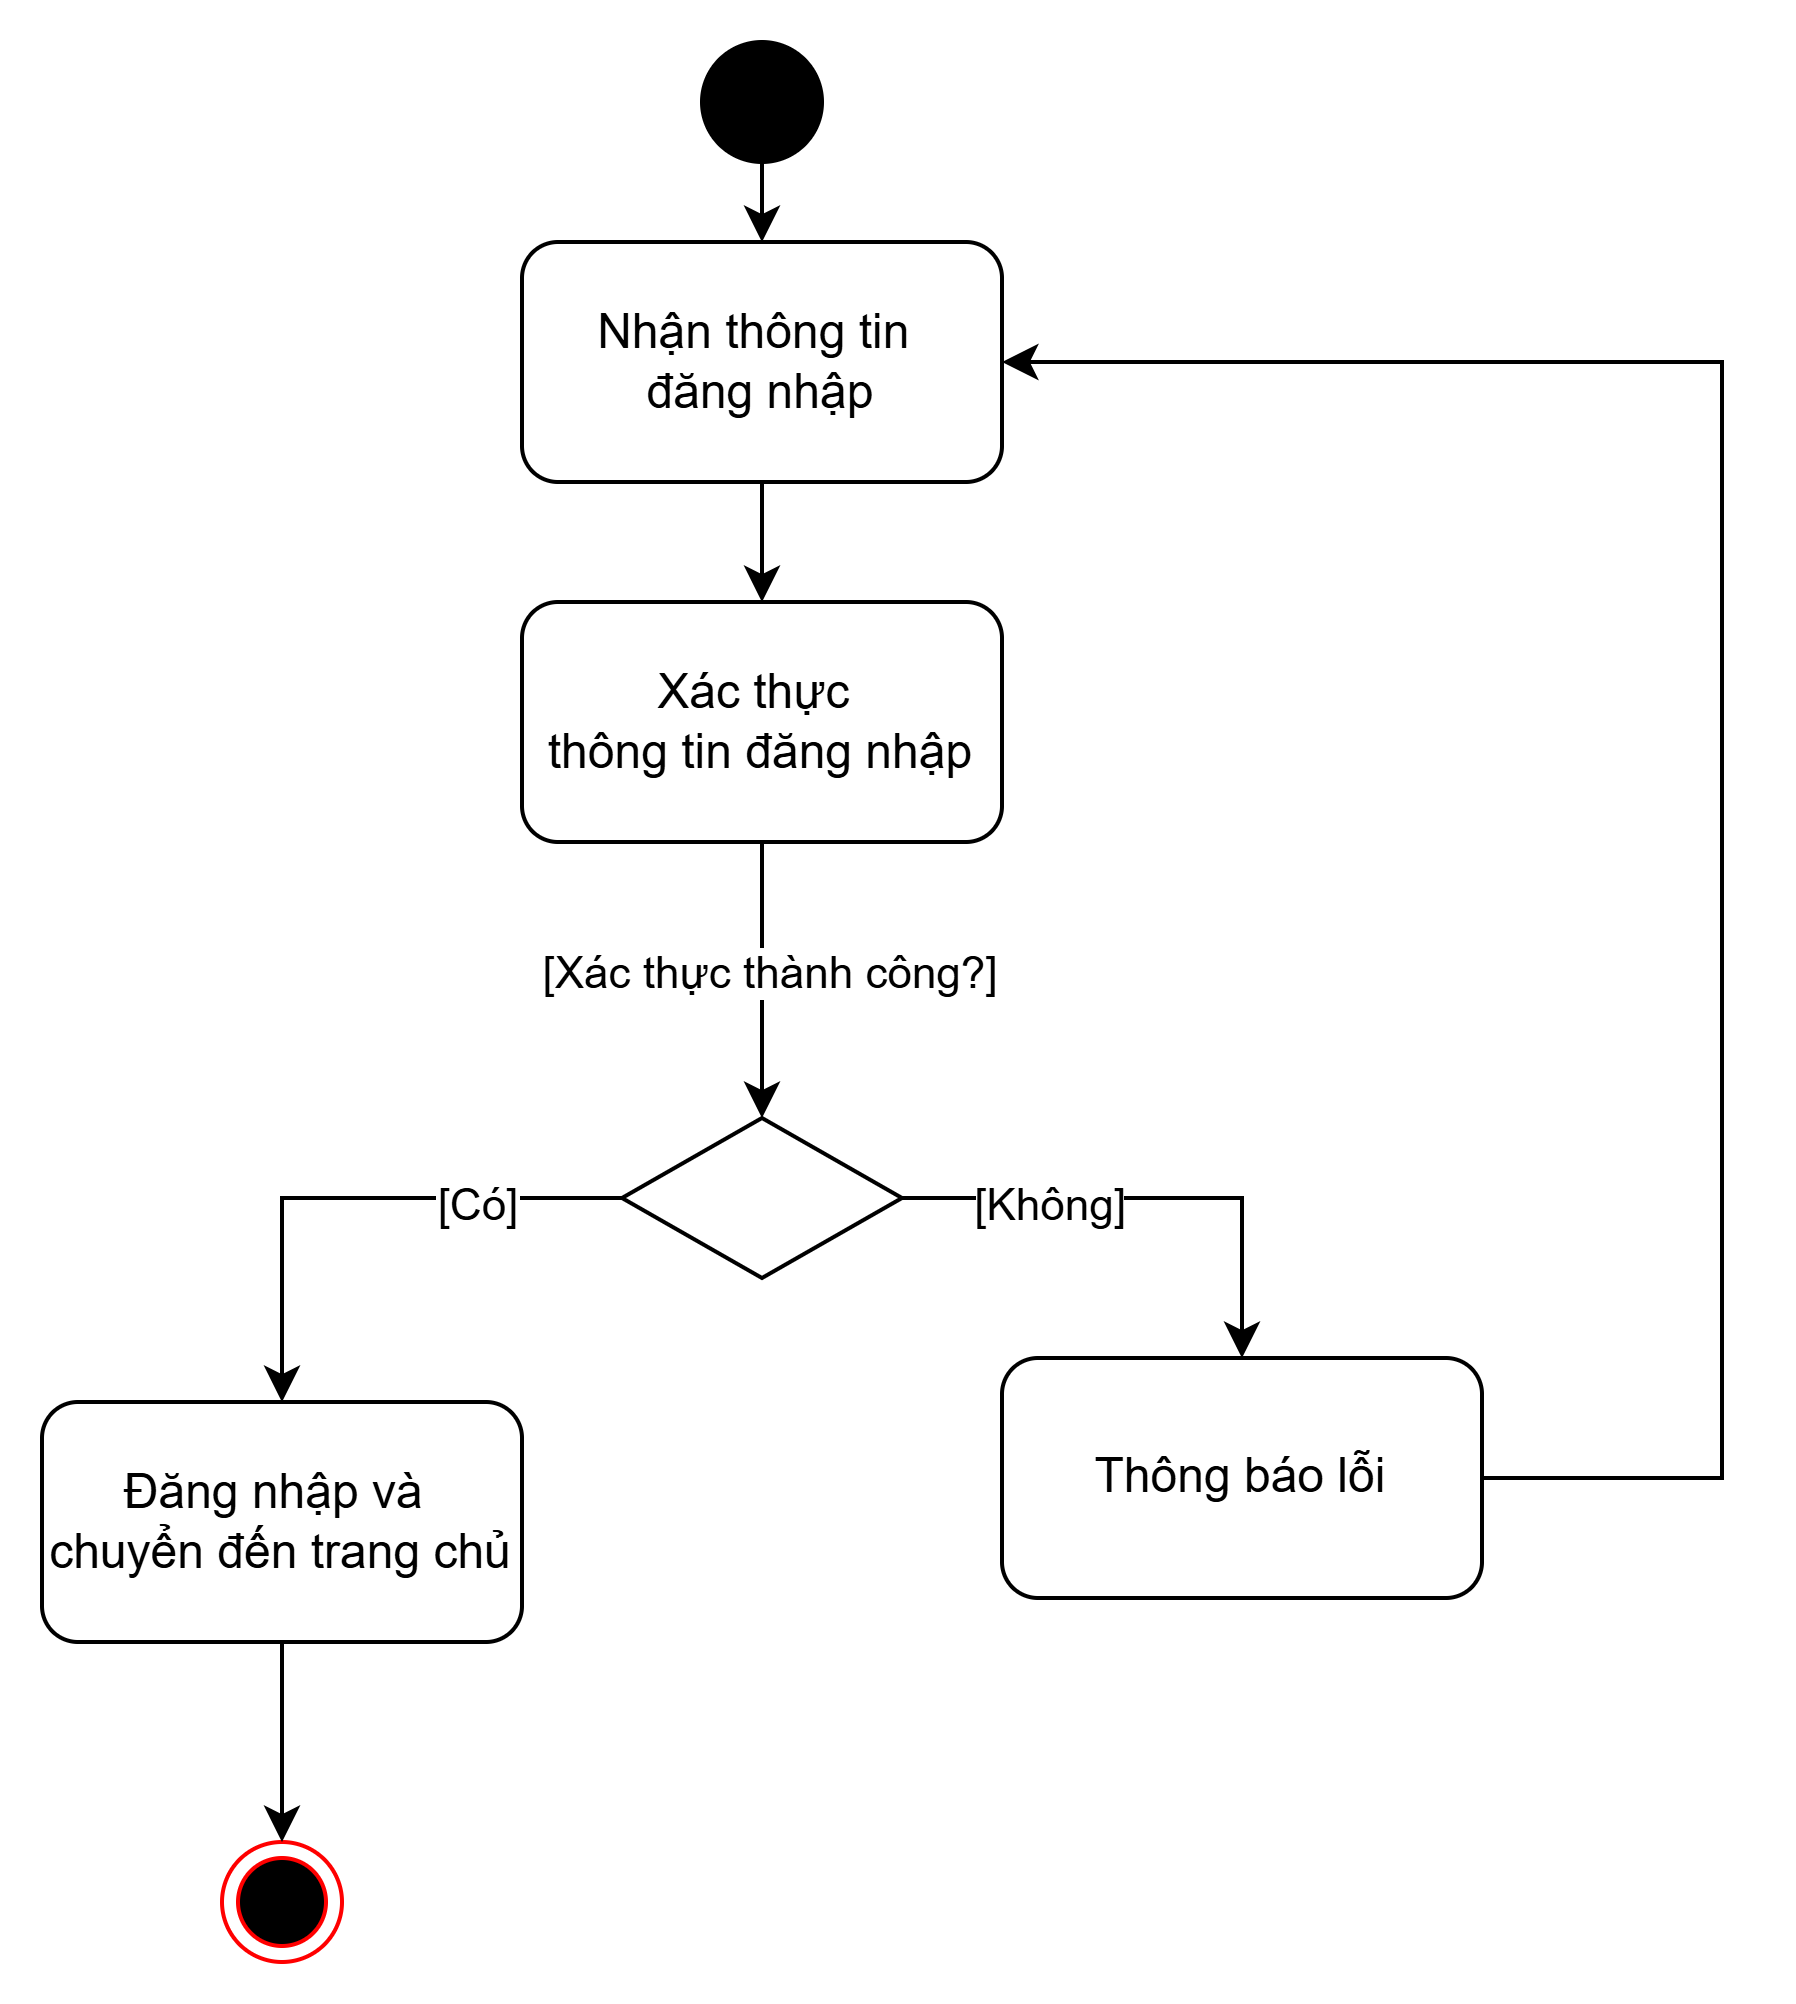 Nhận thông tin
đăng nhập
Xác thực
thông tin đăng nhập
[Xác thực thành công?]
[Có]
[Không]
Thông báo lỗi
Đăng nhập và
chuyển đến trang chủ